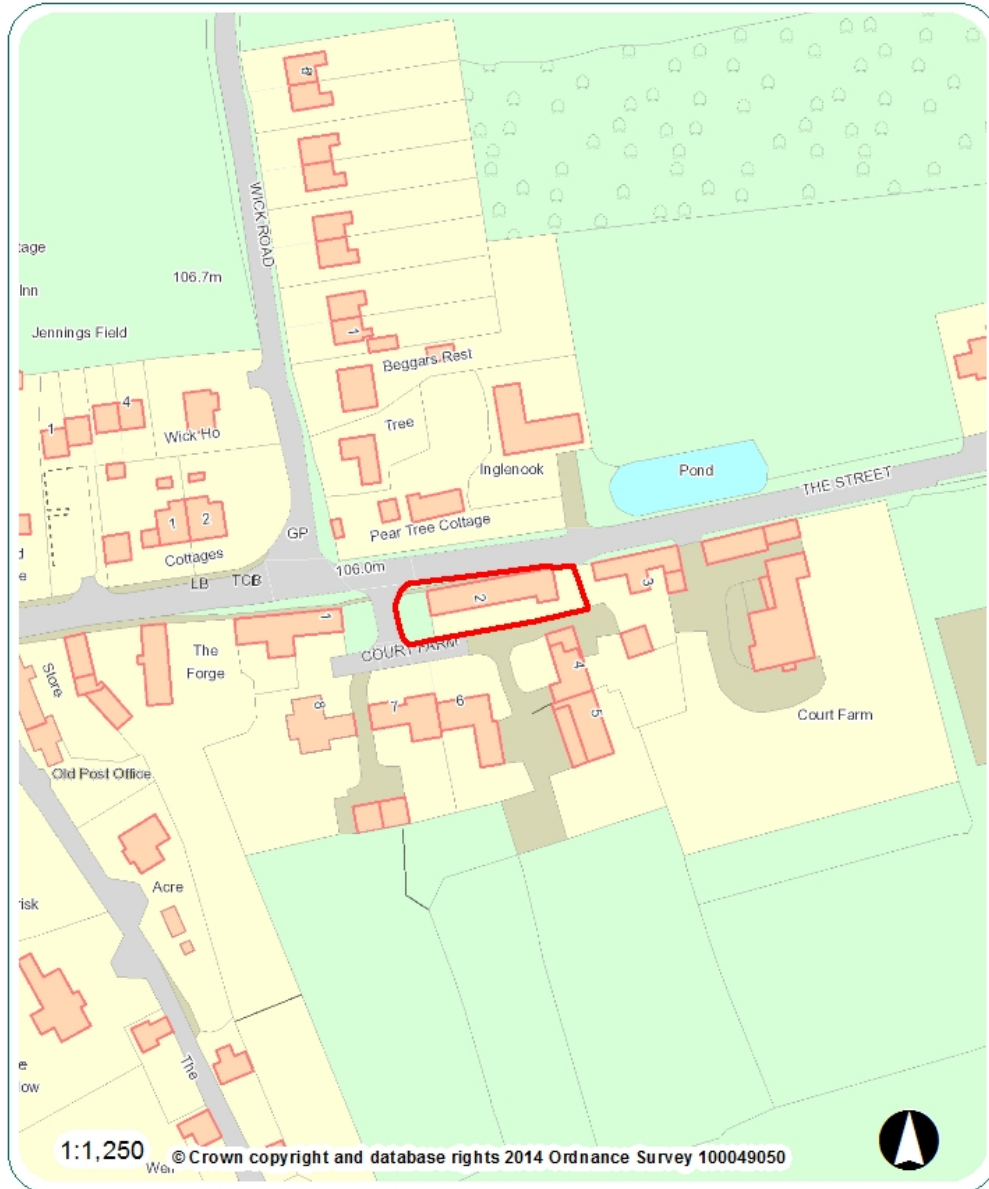 8
WICK ROAD
tage
Inn
106.7m
Jennings Field
1
Beggars Rest
4
1
Wick Ho
Tree
Inglenook
Pond
THE STREET
1
2
Pear Tree Cottage
GP
Cottages
106.0m
LB
TCB
3
2
1
COURT FARM
The
Forge
4
Store
8
7
6
5
Court Farm
Old Post Office
Acre
risk
The
e
ow
1:1,250
Well
© Crown copyright and database rights 2014 Ordnance Survey 100049050